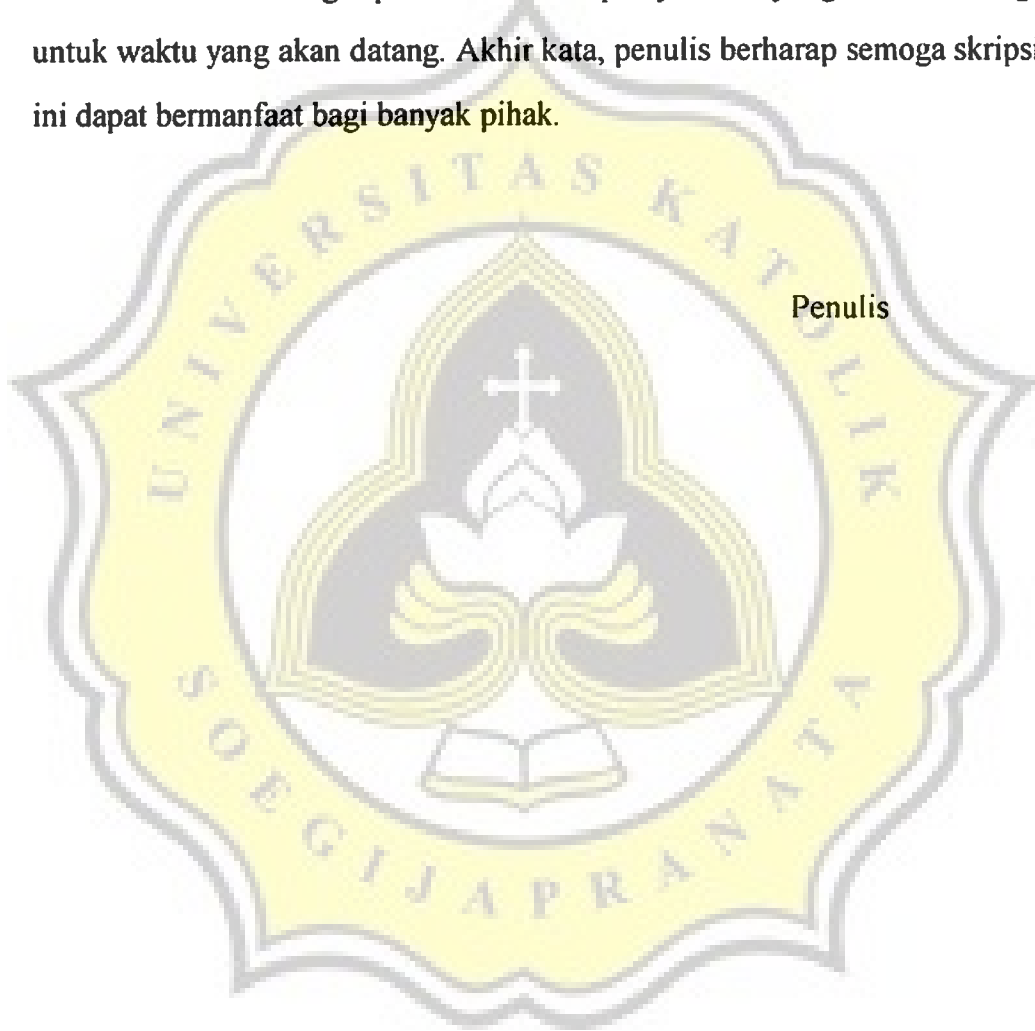 untuk waktu yang akan datang. Akhir kata, penulis berharap semoga skrips
ini dapat bermanfaat bagi banyak pihak.
Penulis
UNIVERSITAS KATOLIK
SOEGIJAPRANATA